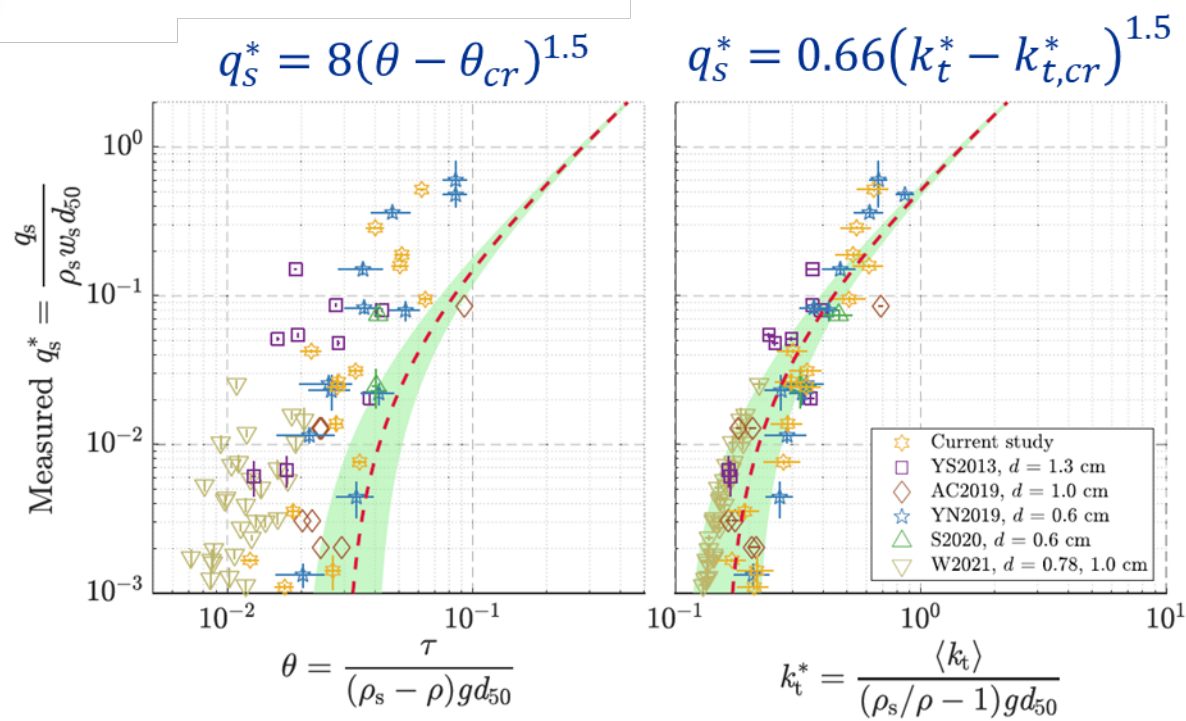 q_s^* = 8(θ − θ_cr)^1.5
q_s^* = 0.66(k_t^* − k_t,cr^*)^1.5
Measured q_s^* = q_s / ρ_s w_s d_50
10^0
10^−1
10^−2
10^−3
10^−2
10^−1
θ = τ / (ρ_s − ρ)gd_50
10^−1
10^0
10^1
k_t^* = ⟨k_t⟩ / (ρ_s/ρ − 1)gd_50
Current study
YS2013, d = 1.3 cm
AC2019, d = 1.0 cm
YN2019, d = 0.6 cm
S2020, d = 0.6 cm
W2021, d = 0.78, 1.0 cm